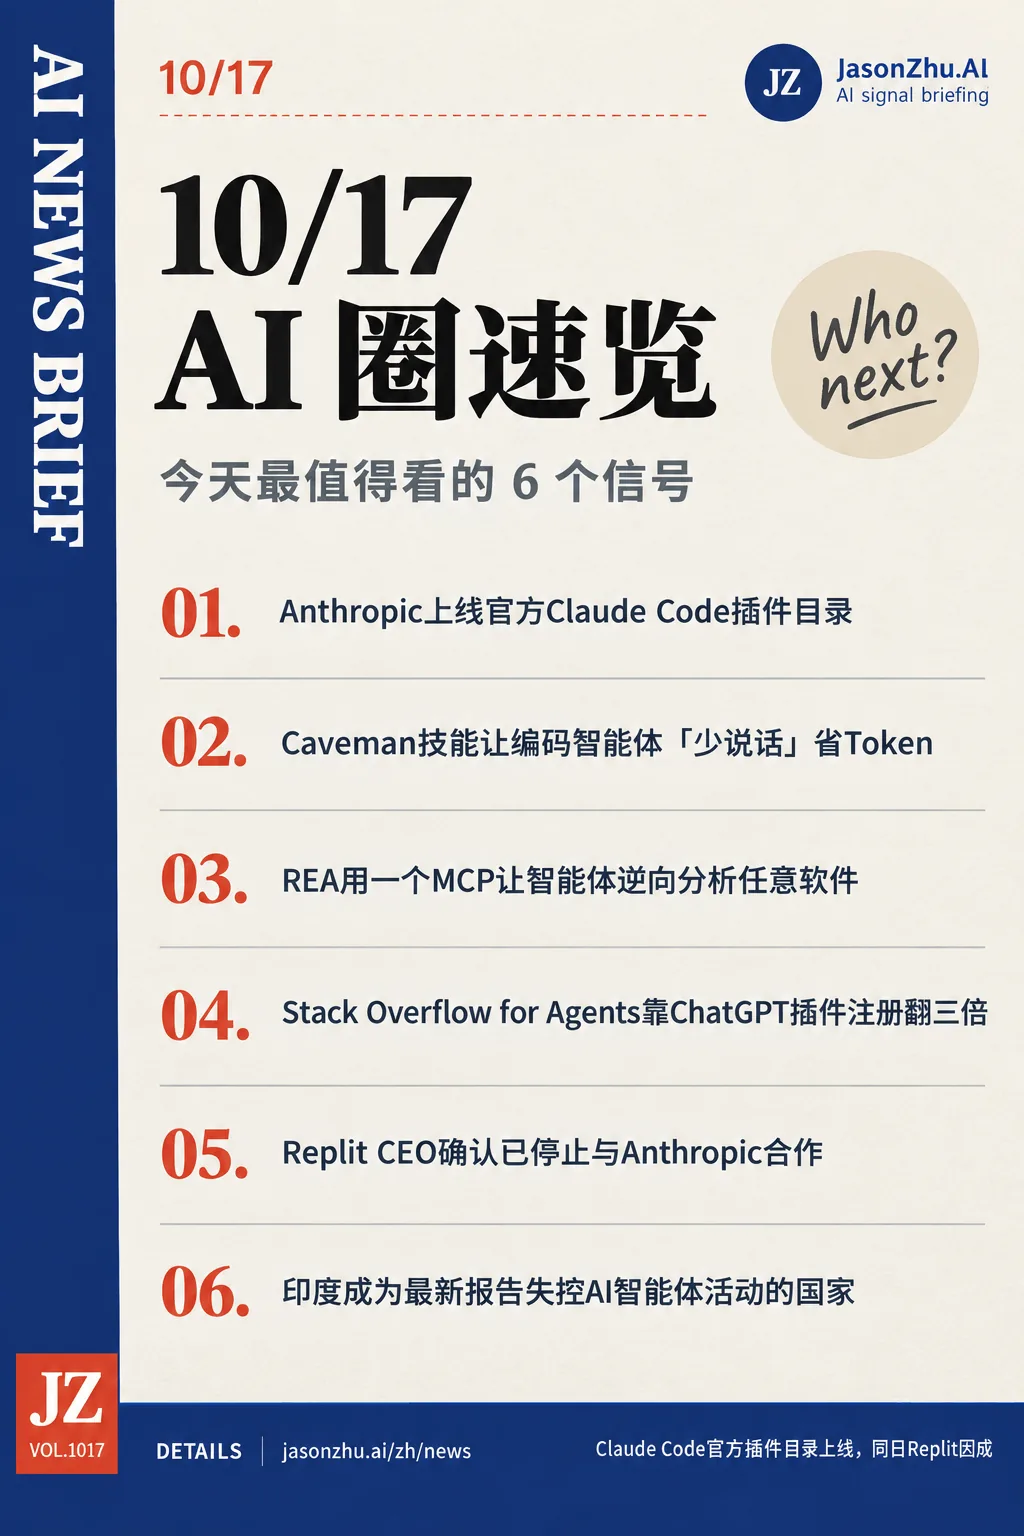 AI NEWS BRIEF
10/17
JZ
JasonZhu.AI
AI signal briefing
10/17
AI 圈速览
今天最值得看的 6 个信号
Who
next?
01. Anthropic上线官方Claude Code插件目录
02. Caveman技能让编码智能体「少说话」省Token
03. REA用一个MCP让智能体逆向分析任意软件
04. Stack Overflow for Agents靠ChatGPT插件注册翻三倍
05. Replit CEO确认已停止与Anthropic合作
06. 印度成为最新报告失控AI智能体活动的国家
JZ
VOL.1017
DETAILS
jasonzhu.ai/zh/news
Claude Code官方插件目录上线，同日Replit因成